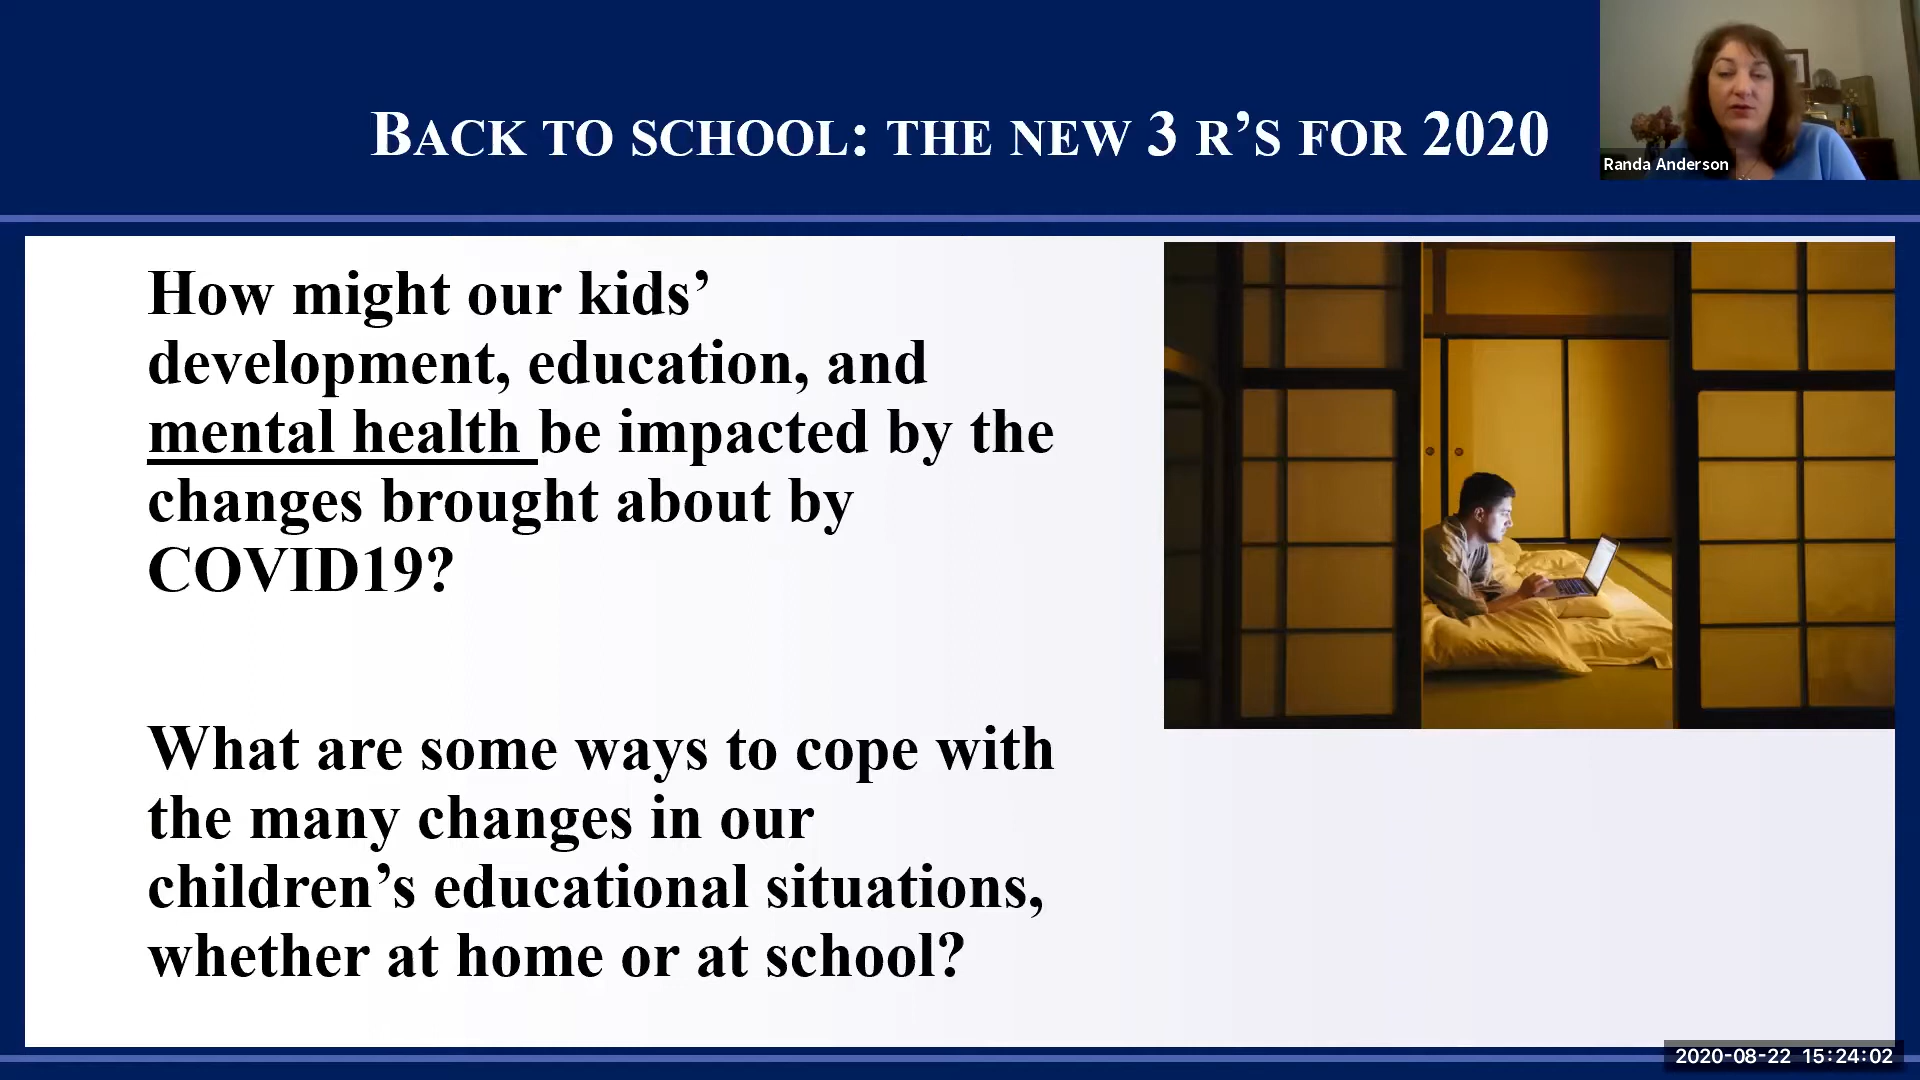 BACK TO SCHOOL: THE NEW 3 R’S FOR 2020
Randa Anderson
How might our kids’
development, education, and
mental health be impacted by the
changes brought about by
COVID19?
What are some ways to cope with
the many changes in our
children’s educational situations,
whether at home or at school?
2020-08-22 15:24:02